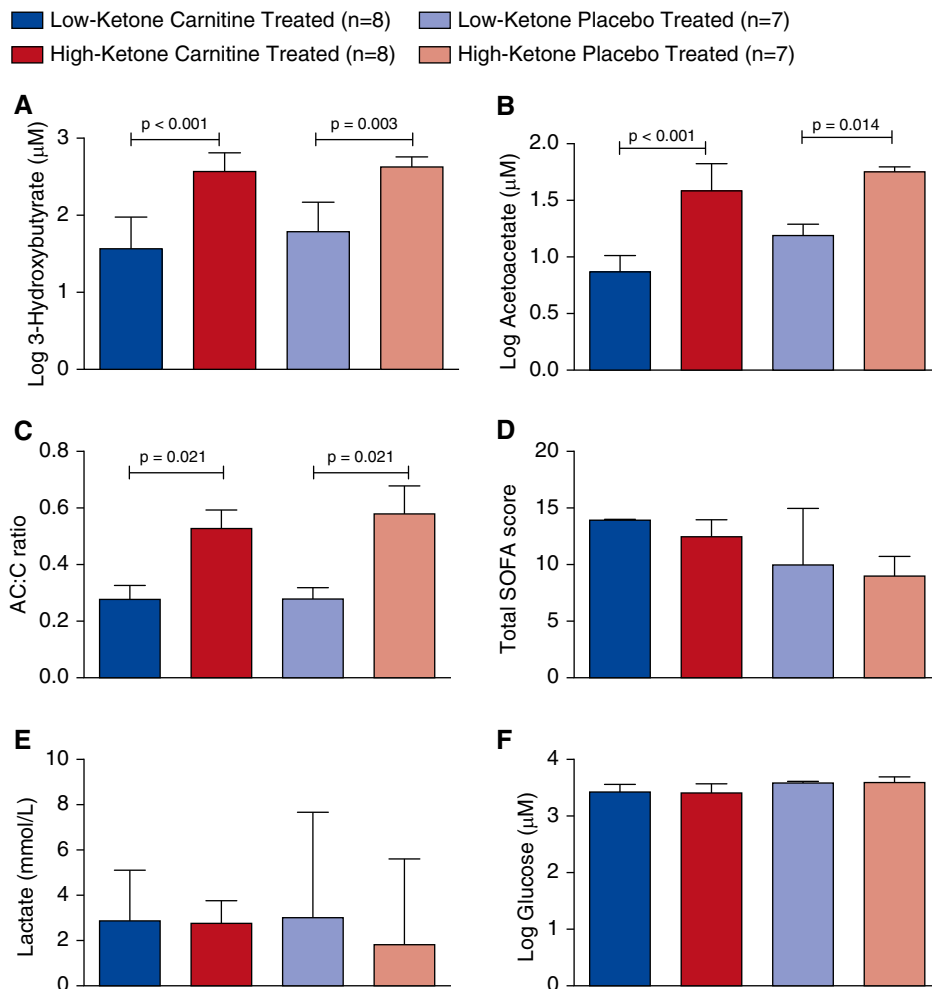 Low-Ketone Carnitine Treated (n=8) Low-Ketone Placebo Treated (n=7)
High-Ketone Carnitine Treated (n=8) High-Ketone Placebo Treated (n=7)
A
Log 3-Hydroxybutyrate (μM)
3
2
1
0
p < 0.001
p = 0.003
B
Log Acetoacetate (μM)
2.0
1.5
1.0
0.5
0.0
p < 0.001
p = 0.014
C
AC:C ratio
0.8
0.6
0.4
0.2
0.0
p = 0.021
p = 0.021
D
Total SOFA score
20
15
10
5
0
E
Lactate (mmol/L)
10
8
6
4
2
0
F
Log Glucose (μM)
4
3
2
1
0